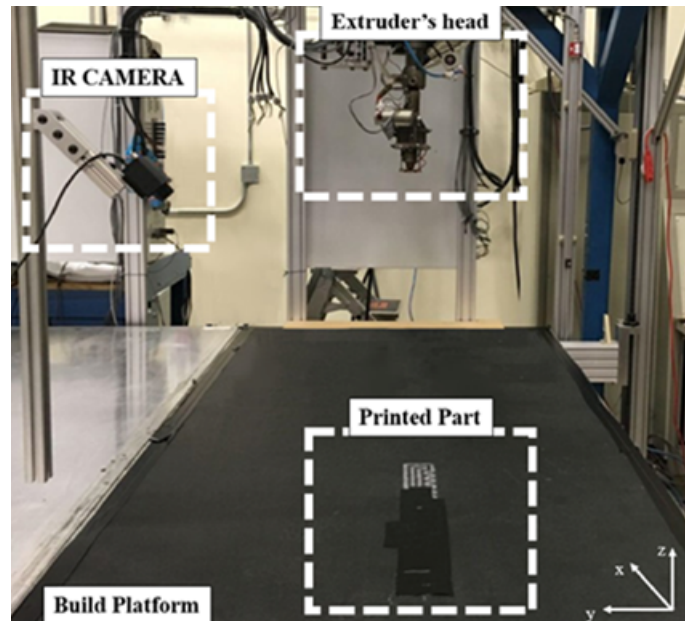 Extruder's head
IR CAMERA
Printed Part
z
x
y
Build Platform